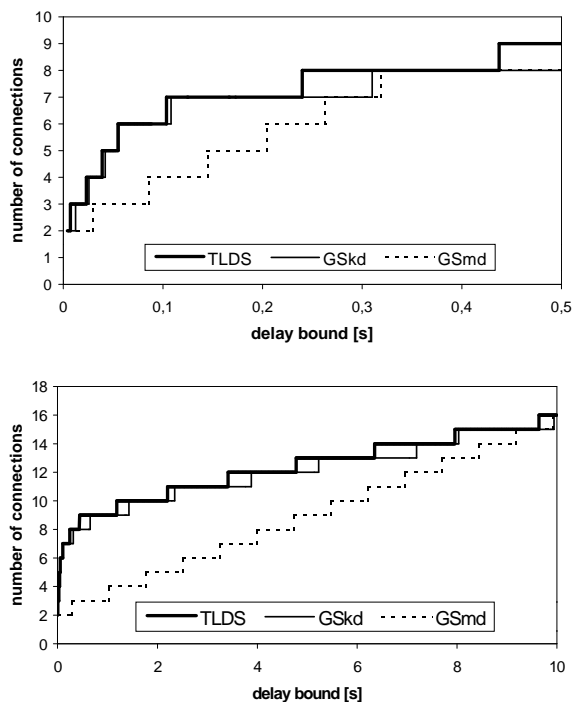 number of connections
10
9
8
7
6
5
4
3
2
1
0
TLDS GSkd GSmd
0 0,1 0,2 0,3 0,4 0,5
delay bound [s]
number of connections
18
16
14
12
10
8
6
4
2
0
TLDS GSkd GSmd
0 2 4 6 8 10
delay bound [s]